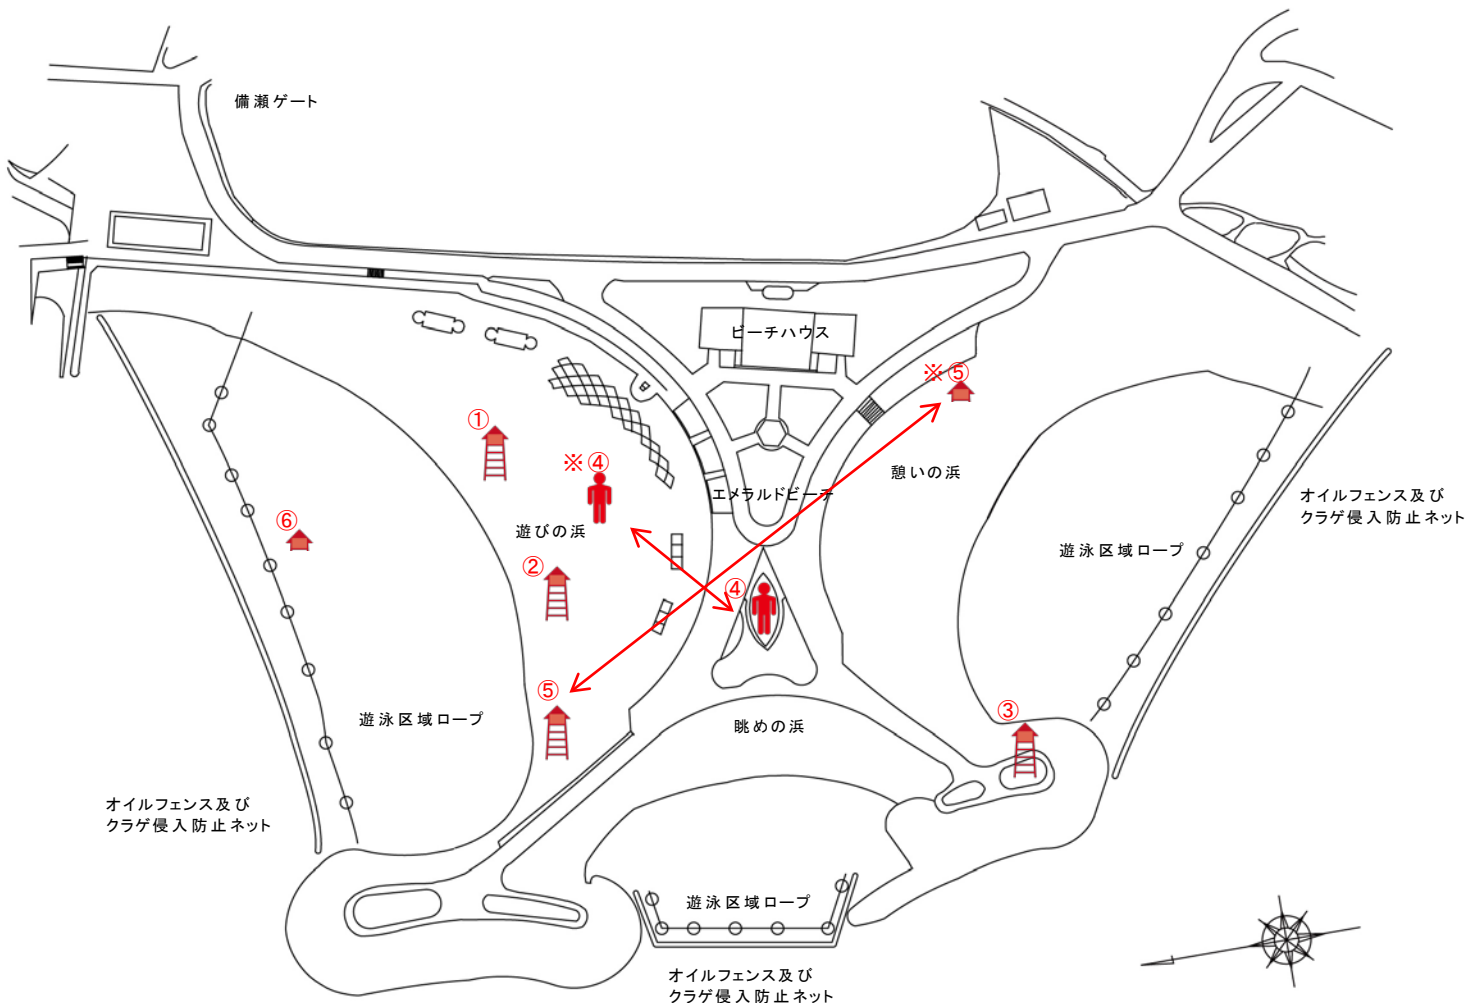 備瀬ゲート
ビーチハウス
※⑤
①
※④
憩いの浜
エメラルドビーチ
オイルフェンス及び
クラゲ侵入防止ネット
⑥
遊びの浜
遊泳区域ロープ
②
④
⑤
③
遊泳区域ロープ
眺めの浜
オイルフェンス及び
クラゲ侵入防止ネット
遊泳区域ロープ
オイルフェンス及び
クラゲ侵入防止ネット